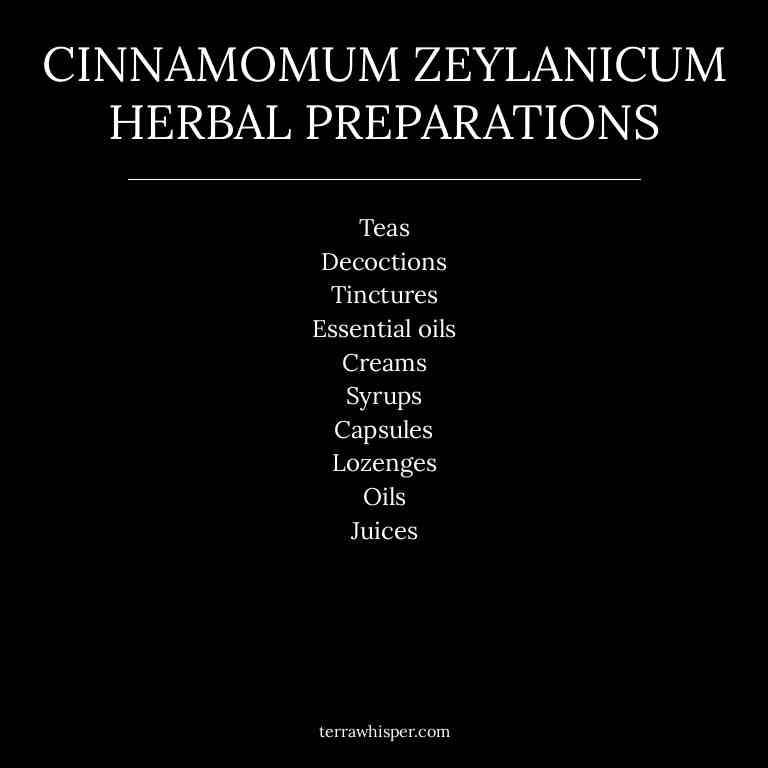 CINNAMOMUM ZEYLANICUM
HERBAL PREPARATIONS
Teas
Decoctions
Tinctures
Essential oils
Creams
Syrups
Capsules
Lozenges
Oils
Juices
terrawhisper.com